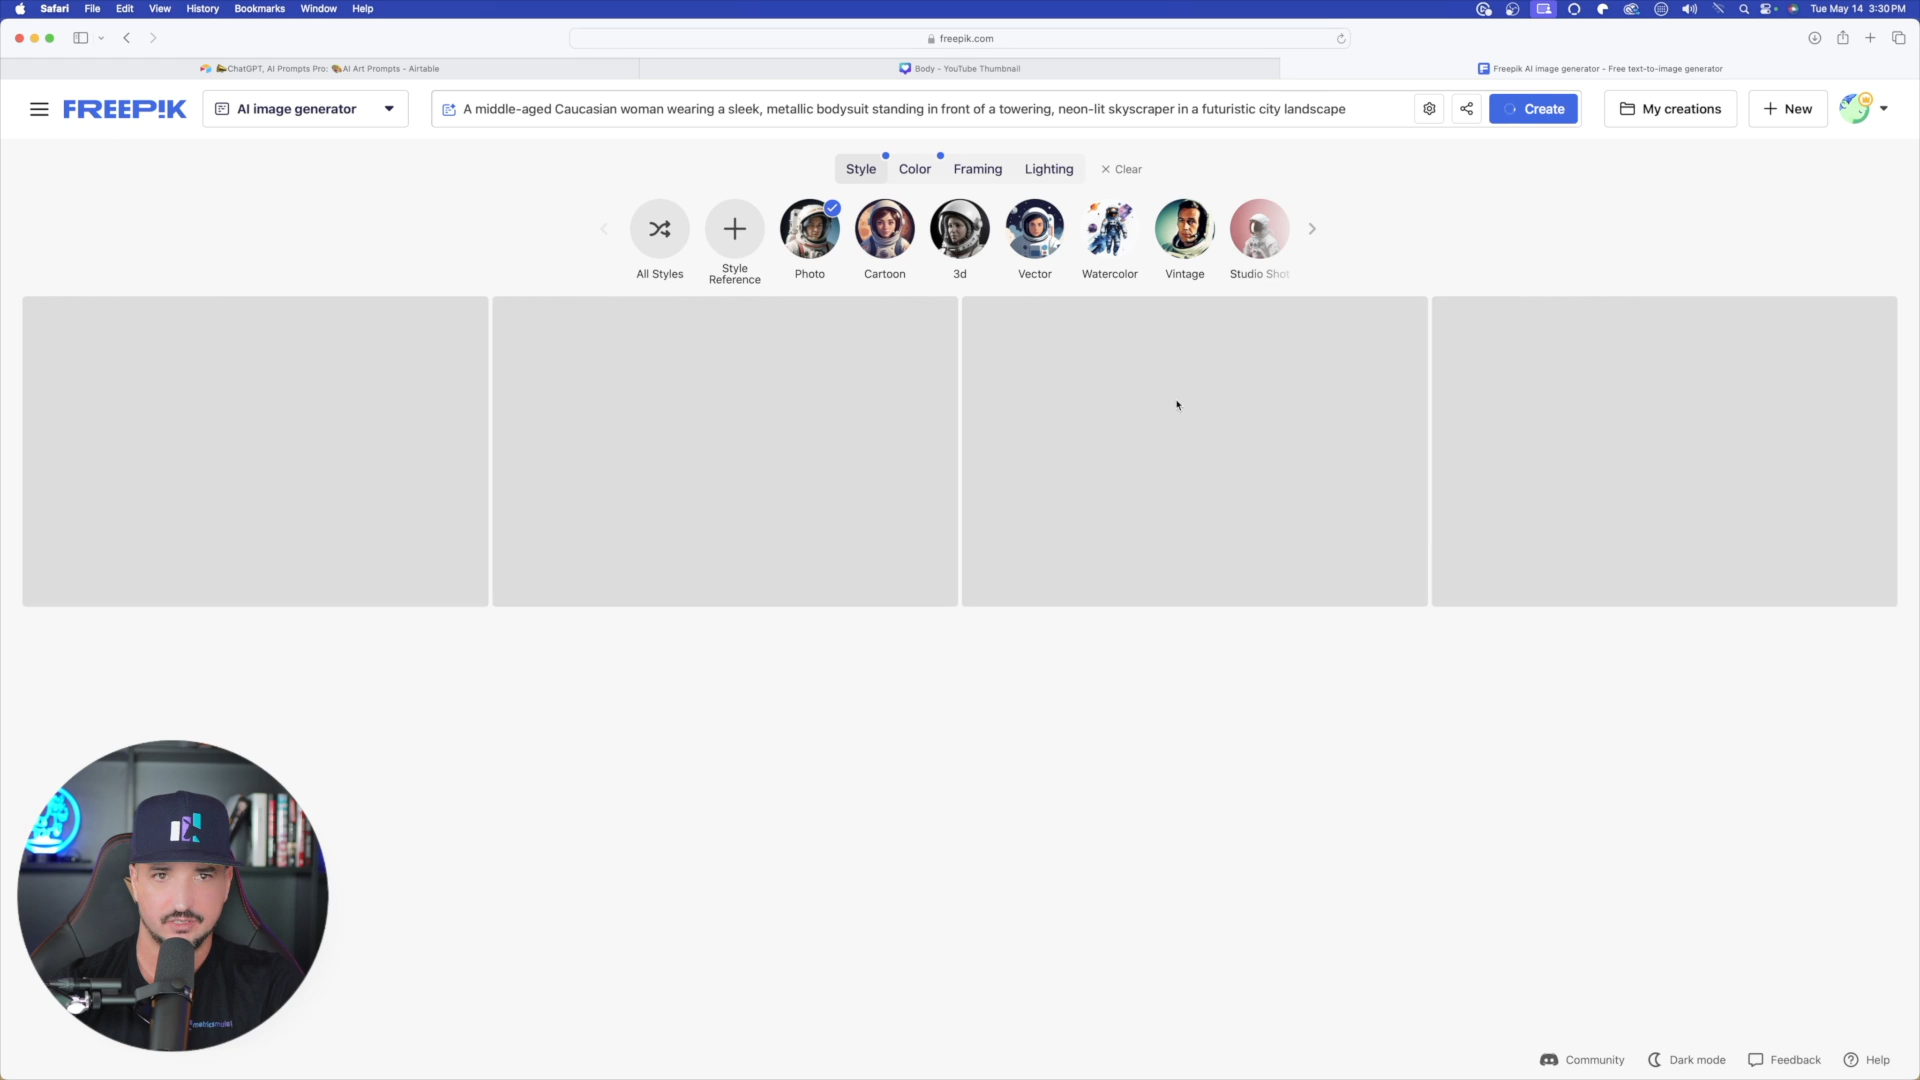 Safari File Edit View History Bookmarks Window Help Tue May 14 3:30 PM
freepik.com
ChatGPT, AI Prompts Pro: AI Art Prompts - Airtable
Body - YouTube Thumbnail
Freepik AI image generator - Free text-to-image generator
FREEP!K
AI image generator
A middle-aged Caucasian woman wearing a sleek, metallic bodysuit standing in front of a towering, neon-lit skyscraper in a futuristic city landscape
Create
My creations
New
Style Color Framing Lighting Clear
All Styles
Style
Reference
Photo
Cartoon
3d
Vector
Watercolor
Vintage
Studio Shot
Community Dark mode Feedback Help